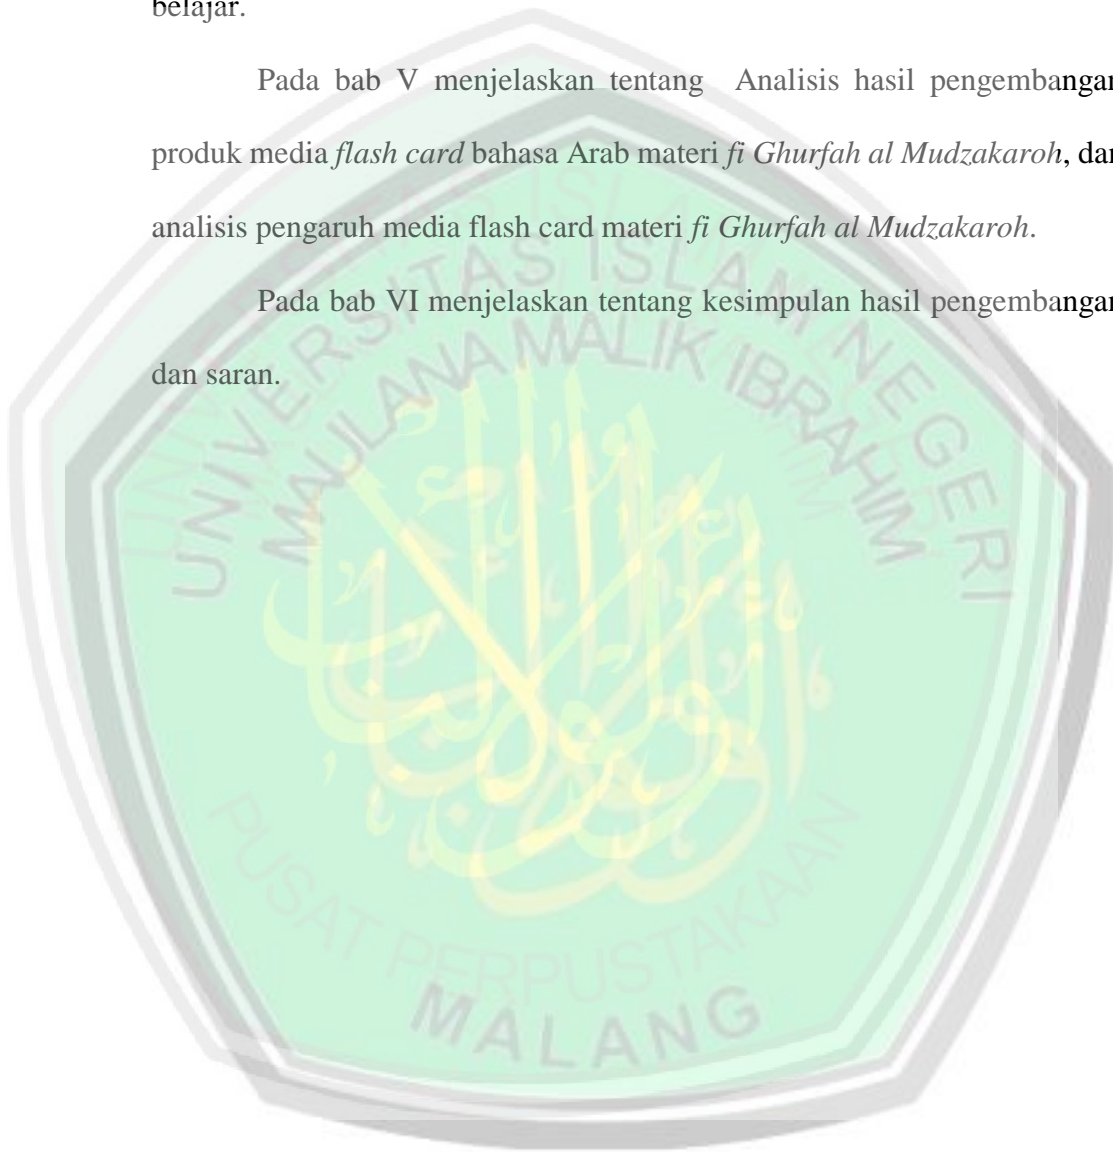 belajar.
Pada bab V menjelaskan tentang Analisis hasil pengembangan
produk media flash card bahasa Arab materi fi Ghurfah al Mudzakaroh, dan
analisis pengaruh media flash card materi fi Ghurfah al Mudzakaroh.
Pada bab VI menjelaskan tentang kesimpulan hasil pengembangan
dan saran.
UNIVERSITAS ISLAM NEGERI
MAULANA MALIK IBRAHIM
PUSAT PERPUSTAKAAN
MALANG